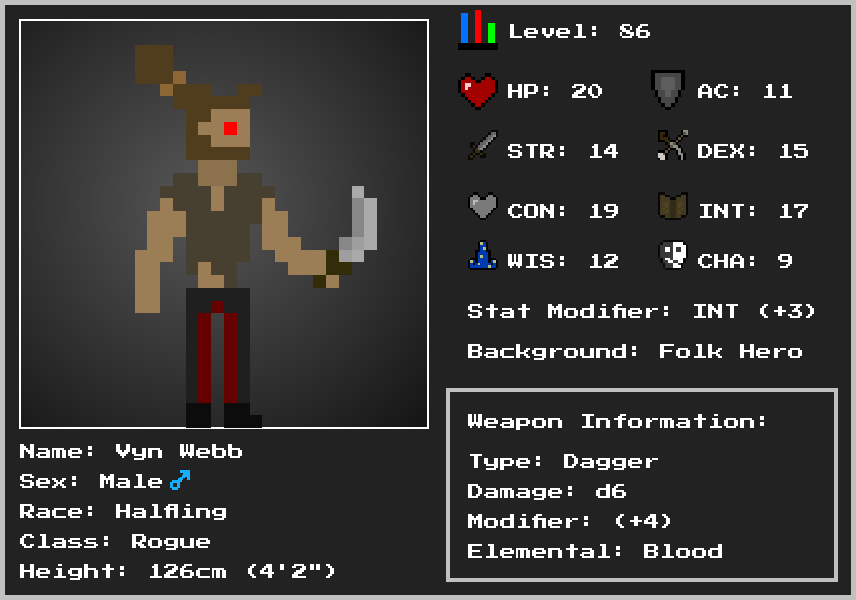 Level: 86
HP: 20 AC: 11
STR: 14 DEX: 15
CON: 19 INT: 17
WIS: 12 CHA: 9
Stat Modifier: INT (+3)
Background: Folk Hero
Weapon Information:
Type: Dagger
Damage: d6
Modifier: (+4)
Elemental: Blood
Name: Vyn Webb
Sex: Male ♂
Race: Halfling
Class: Rogue
Height: 126cm (4'2")